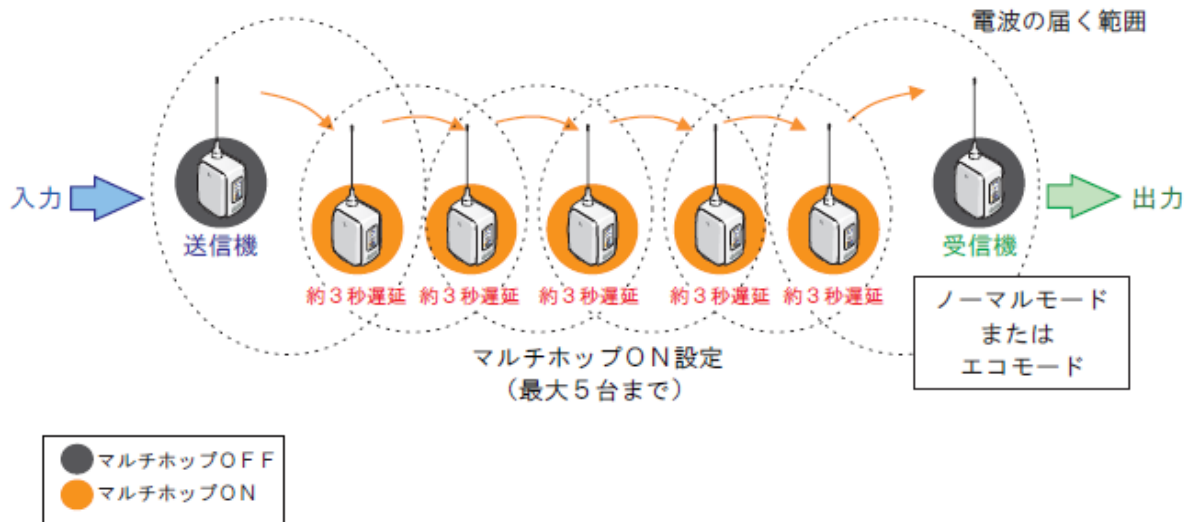 電波の届く範囲
入力
送信機
受信機
出力
約３秒遅延
約３秒遅延
約３秒遅延
約３秒遅延
約３秒遅延
ノーマルモード
または
エコモード
マルチホップＯＮ設定
（最大５台まで）
マルチホップＯＦＦ
マルチホップＯＮ